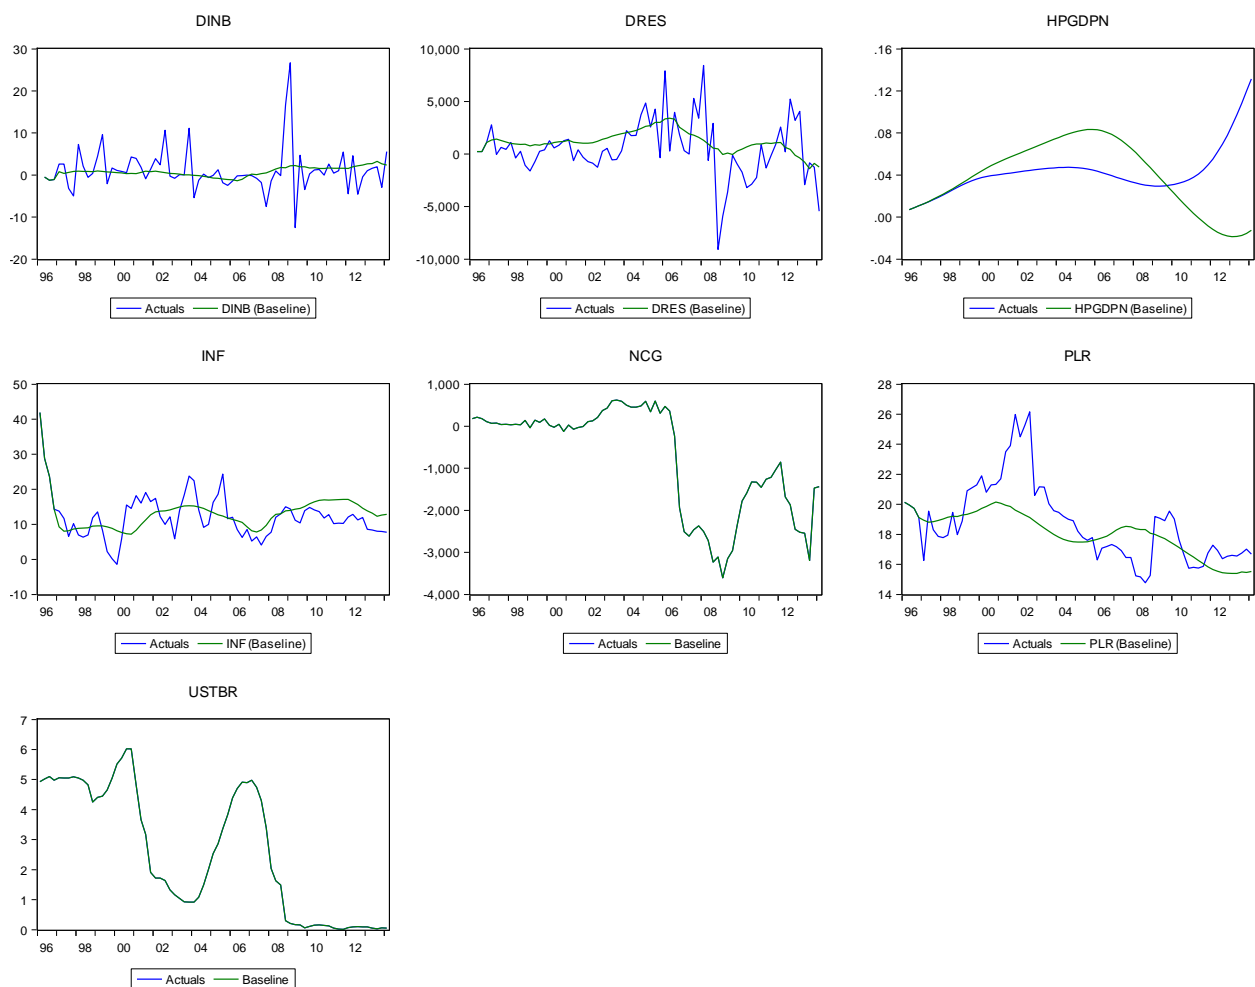 DINB
30
20
10
0
-10
-20
96 98 00 02 04 06 08 10 12
Actuals DINB (Baseline)
DRES
10,000
5,000
0
-5,000
-10,000
96 98 00 02 04 06 08 10 12
Actuals DRES (Baseline)
HPGDPN
.16
.12
.08
.04
.00
-.04
96 98 00 02 04 06 08 10 12
Actuals HPGDPN (Baseline)
INF
50
40
30
20
10
0
-10
96 98 00 02 04 06 08 10 12
Actuals INF (Baseline)
NCG
1,000
0
-1,000
-2,000
-3,000
-4,000
96 98 00 02 04 06 08 10 12
Actuals Baseline
PLR
28
26
24
22
20
18
16
14
96 98 00 02 04 06 08 10 12
Actuals PLR (Baseline)
USTBR
7
6
5
4
3
2
1
0
96 98 00 02 04 06 08 10 12
Actuals Baseline